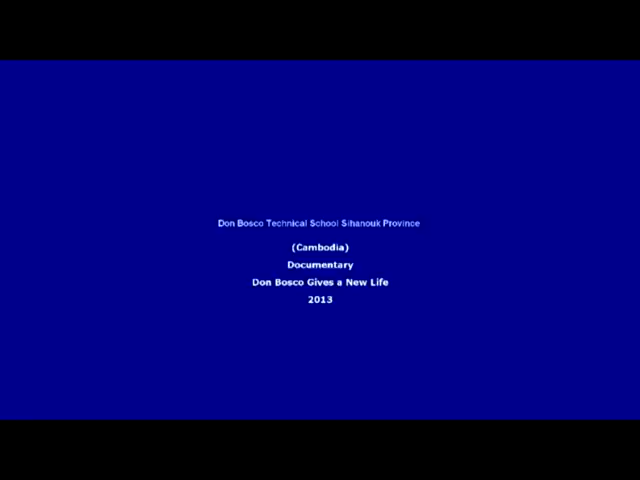 Don Bosco Technical School Sihanouk Province
(Cambodia)
Documentary
Don Bosco Gives a New Life
2013